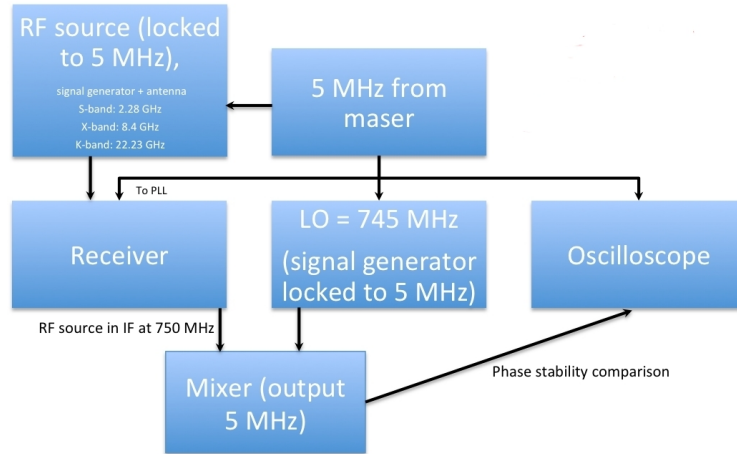 RF source (locked
to 5 MHz),
signal generator + antenna
S-band: 2.28 GHz
X-band: 8.4 GHz
K-band: 22.23 GHz
5 MHz from
maser
To PLL
Receiver
LO = 745 MHz
(signal generator
locked to 5 MHz)
Oscilloscope
RF source in IF at 750 MHz
Mixer (output
5 MHz)
Phase stability comparison